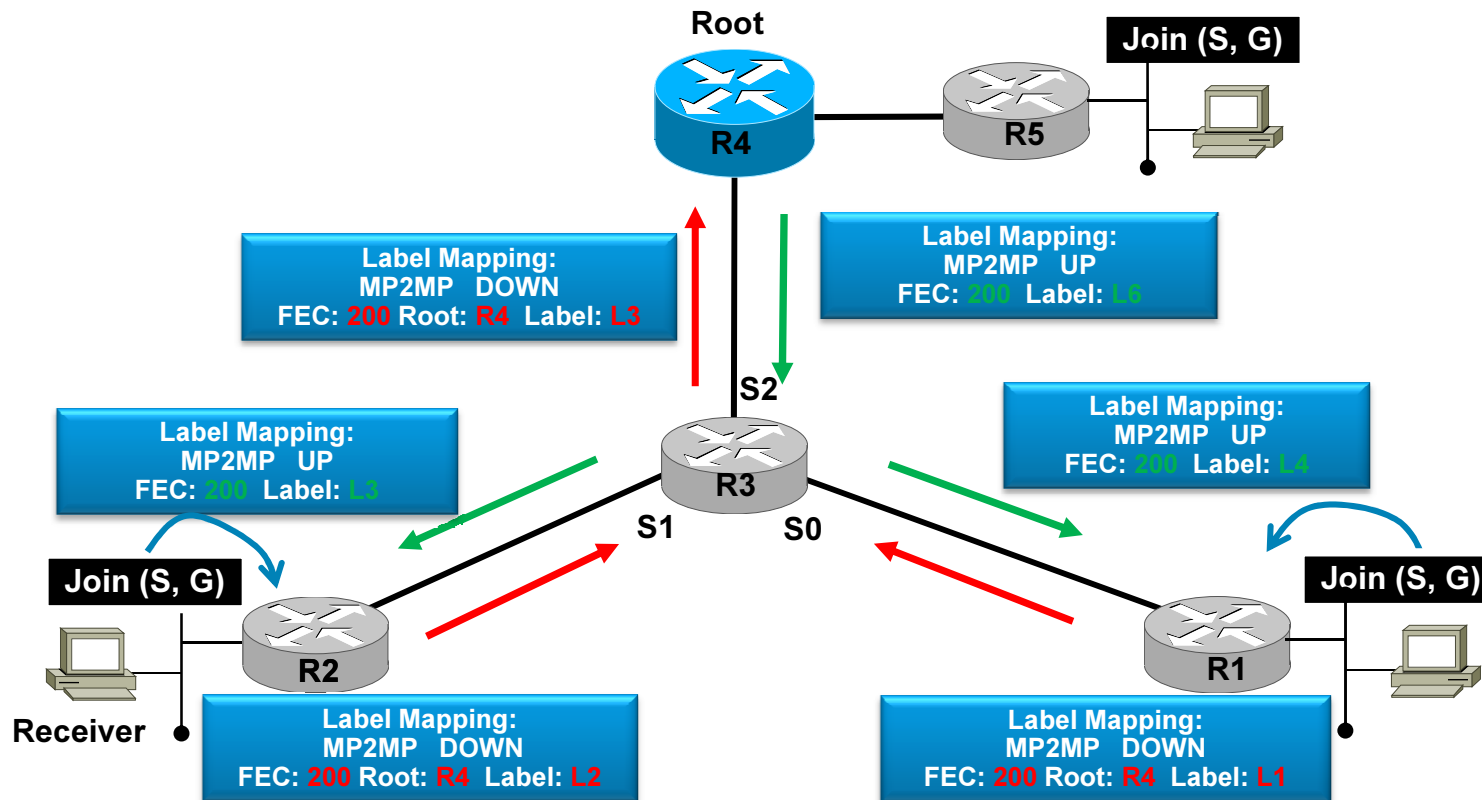 Root
Join (S, G)
R4
R5
Label Mapping:
MP2MP DOWN
FEC: 200 Root: R4 Label: L3
Label Mapping:
MP2MP UP
FEC: 200 Label: L6
S2
Label Mapping:
MP2MP UP
FEC: 200 Label: L3
Label Mapping:
MP2MP UP
FEC: 200 Label: L4
R3
S1
S0
Join (S, G)
Join (S, G)
R2
R1
Receiver
Label Mapping:
MP2MP DOWN
FEC: 200 Root: R4 Label: L2
Label Mapping:
MP2MP DOWN
FEC: 200 Root: R4 Label: L1